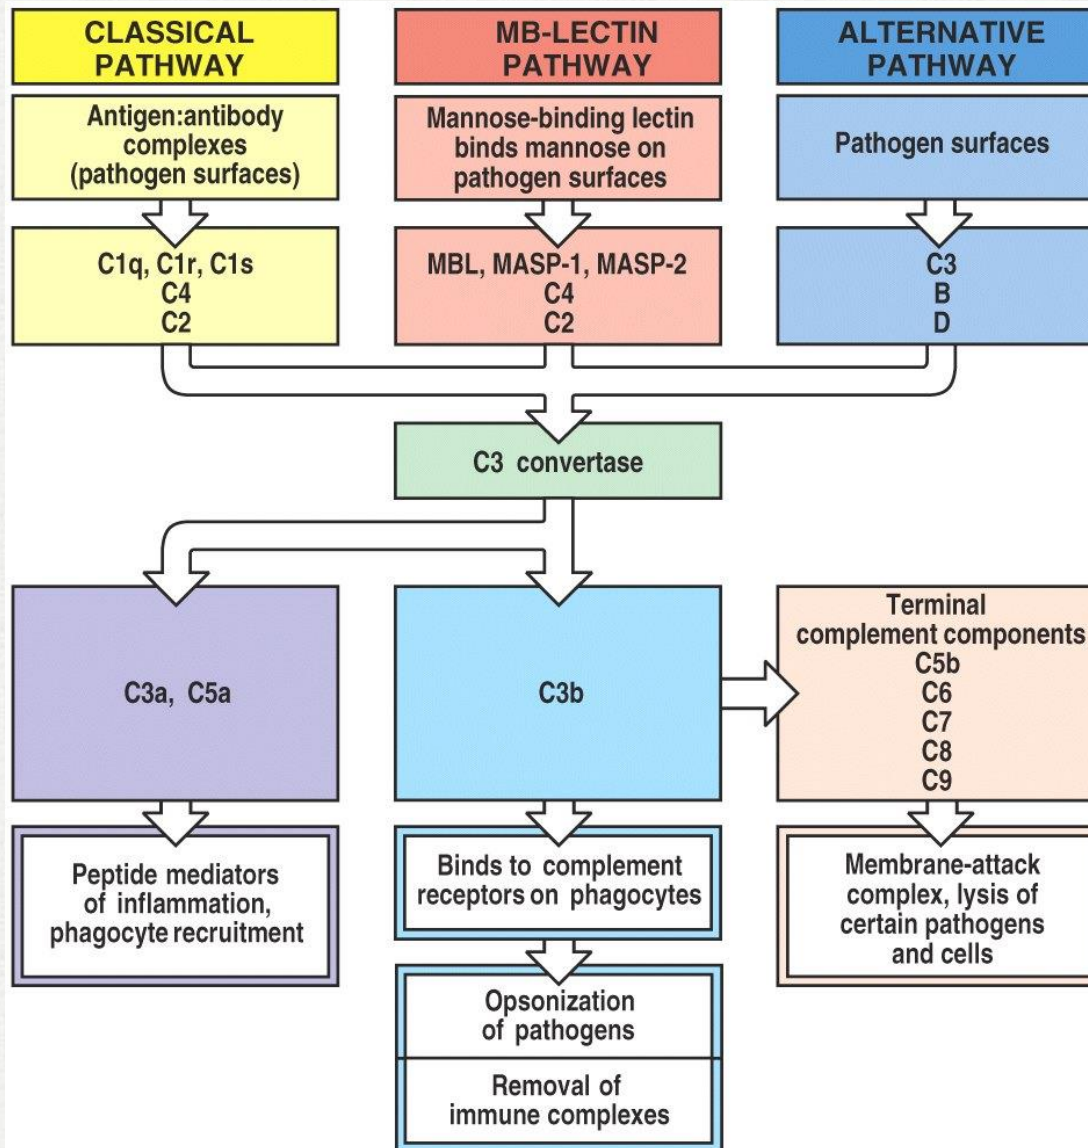 CLASSICAL
PATHWAY
MB-LECTIN
PATHWAY
ALTERNATIVE
PATHWAY
Antigen:antibody
complexes
(pathogen surfaces)
Mannose-binding lectin
binds mannose on
pathogen surfaces
Pathogen surfaces
C1q, C1r, C1s
C4
C2
MBL, MASP-1, MASP-2
C4
C2
C3
B
D
C3 convertase
C3a, C5a
C3b
Terminal
complement components
C5b
C6
C7
C8
C9
Peptide mediators
of inflammation,
phagocyte recruitment
Binds to complement
receptors on phagocytes
Membrane-attack
complex, lysis of
certain pathogens
and cells
Opsonization
of pathogens
Removal of
immune complexes